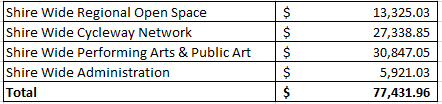 Shire Wide Regional Open Space $ 13,325.03
Shire Wide Cycleway Network $ 27,338.85
Shire Wide Performing Arts & Public Art $ 30,847.05
Shire Wide Administration $ 5,921.03
Total $ 77,431.96